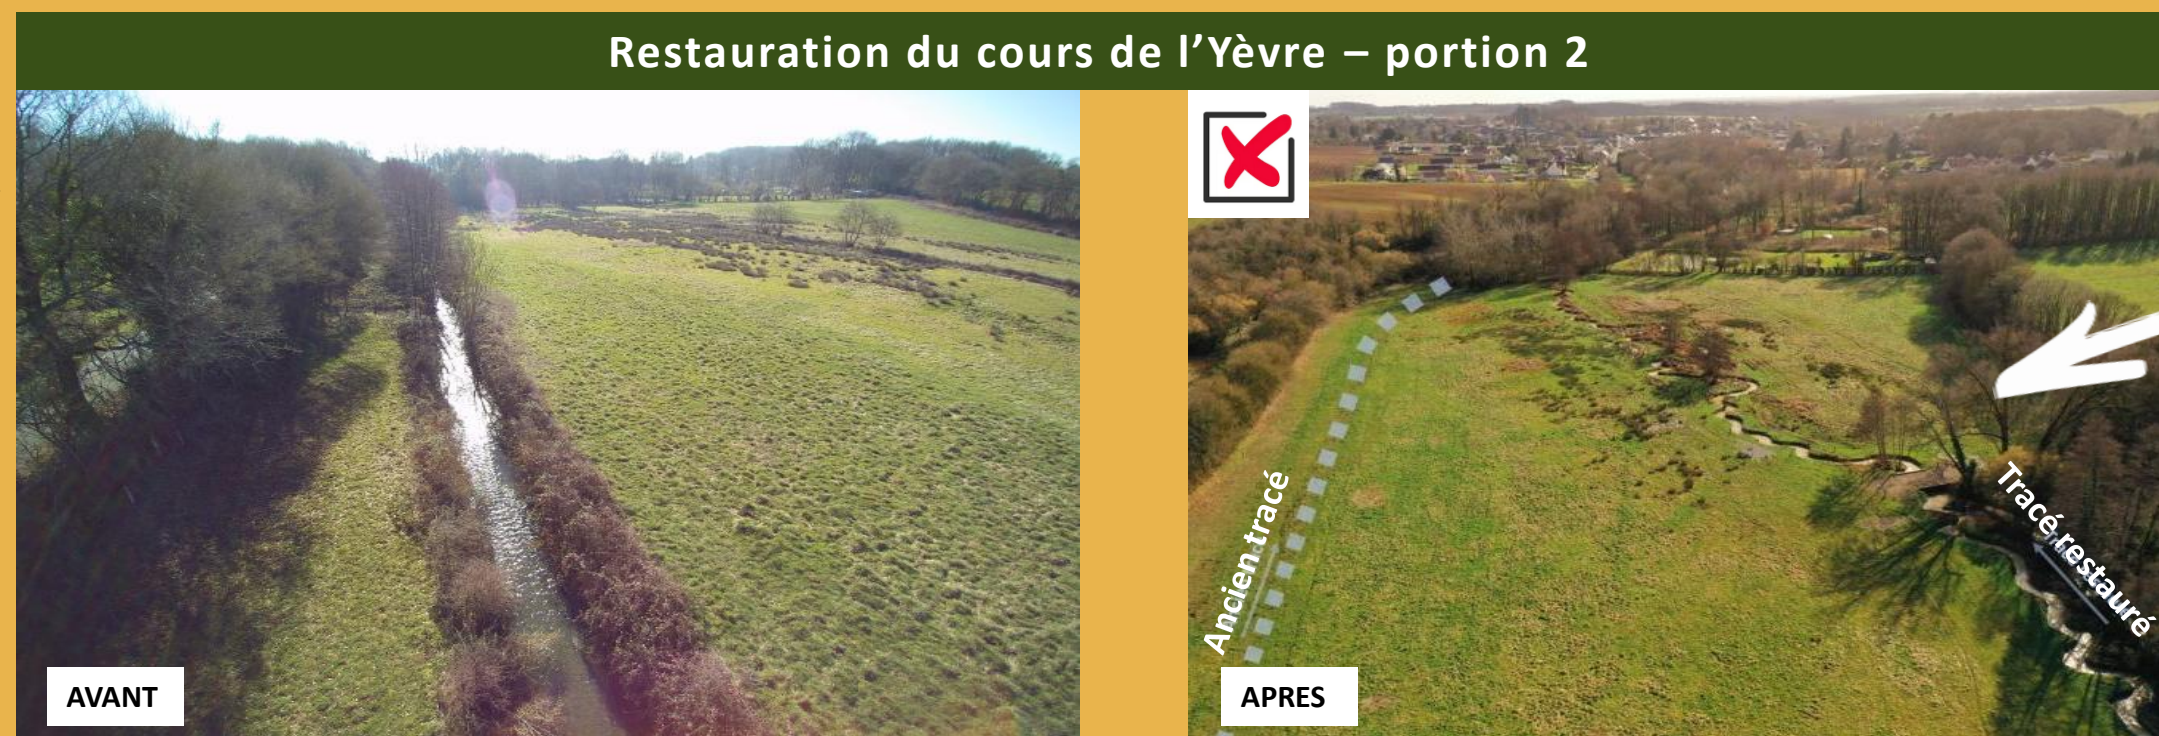 Restauration du cours de l’Yèvre – portion 2
AVANT
APRES
Ancien tracé
Tracé restauré